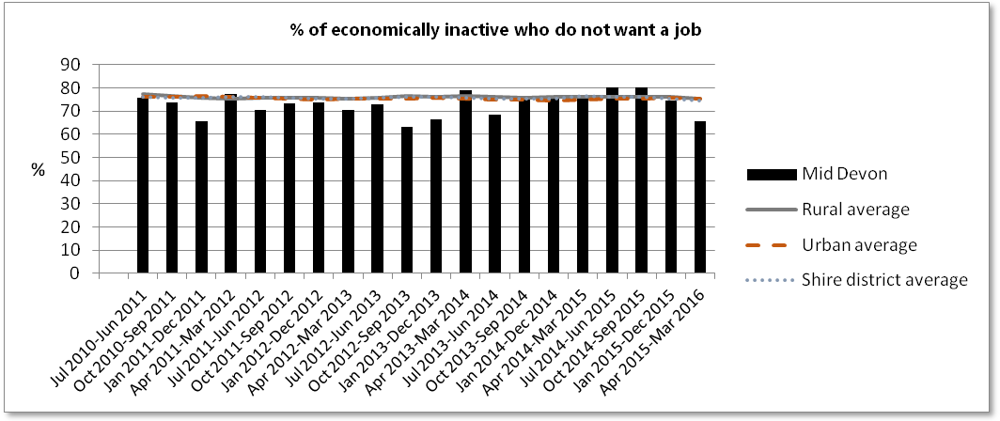 % of economically inactive who do not want a job
90
80
70
60
50
40
30
20
10
0
%
Jul 2010-Jun 2011
Oct 2010-Sep 2011
Jan 2011-Dec 2011
Apr 2011-Mar 2012
Jul 2011-Jun 2012
Oct 2011-Sep 2012
Jan 2012-Dec 2012
Apr 2012-Mar 2013
Jul 2012-Jun 2013
Oct 2012-Sep 2013
Jan 2013-Dec 2013
Apr 2013-Mar 2014
Jul 2013-Jun 2014
Oct 2013-Sep 2014
Jan 2014-Dec 2014
Apr 2014-Mar 2015
Jul 2014-Jun 2015
Oct 2014-Sep 2015
Jan 2015-Dec 2015
Apr 2015-Mar 2016
Mid Devon
Rural average
Urban average
Shire district average